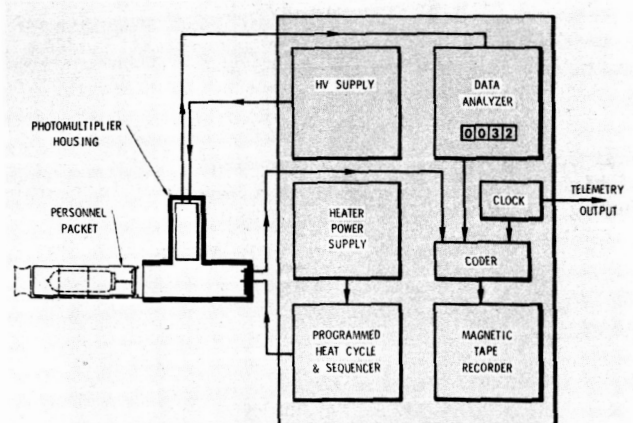 HV SUPPLY
DATA
ANALYZER
0032
PHOTOMULTIPLIER
HOUSING
PERSONNEL
PACKET
HEATER
POWER
SUPPLY
CLOCK
TELEMETRY
OUTPUT
CODER
PROGRAMMED
HEAT CYCLE
& SEQUENCER
MAGNETIC
TAPE
RECORDER